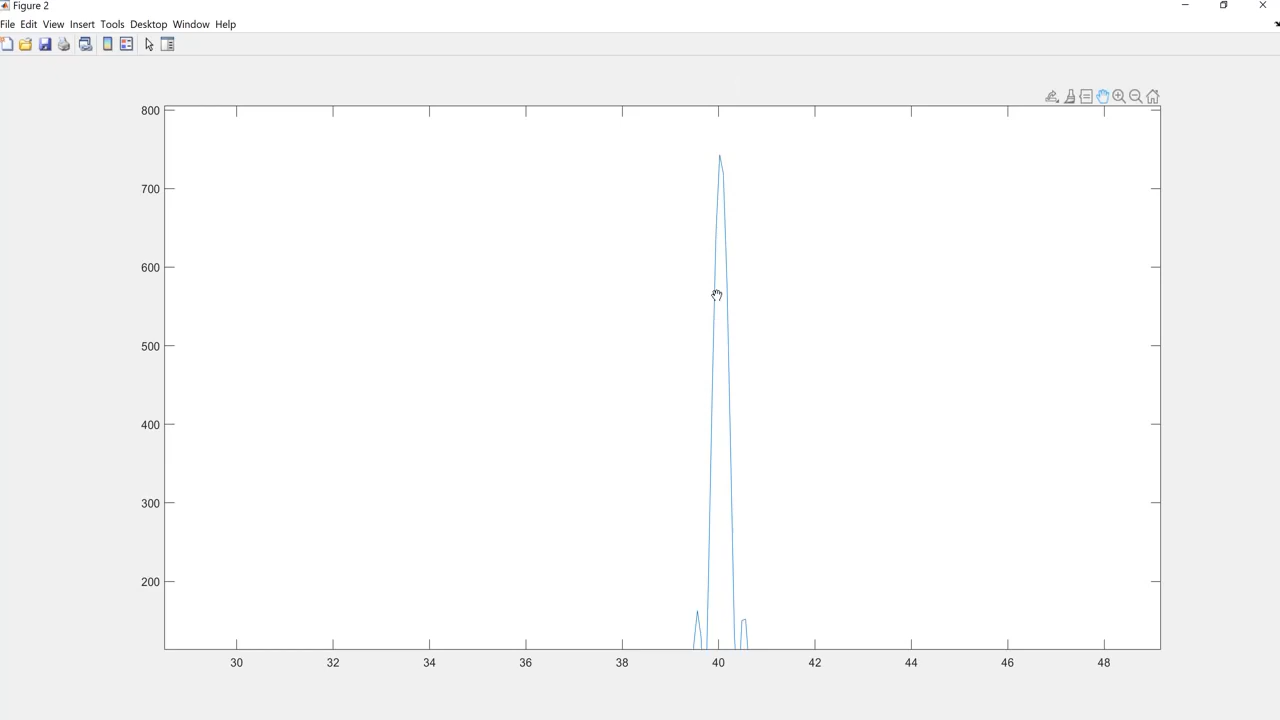 Figure 2
File Edit View Insert Tools Desktop Window Help
800
700
600
500
400
300
200
30 32 34 36 38 40 42 44 46 48